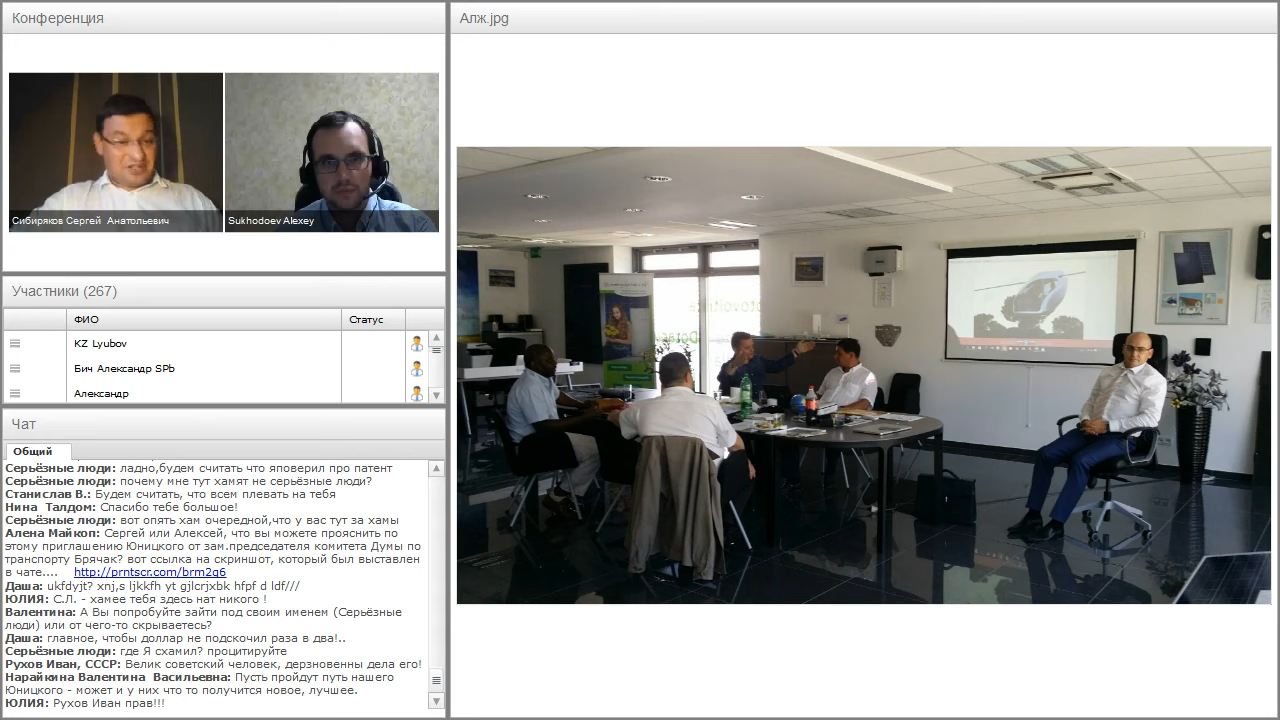 Конференция
Сибиряков Сергей Анатольевич
Sukhodoev Alexey
Участники (267)
ФИО
Статус
KZ Lyubov
Бич Александр SPb
Александр
Чат
Общий
Серьёзные люди: ладно,будем считать что яповерил про патент
Серьёзные люди: почему мне тут хамят не серьёзные люди?
Станислав В.: Будем считать, что всем плевать на тебя
Нина Талдом: Спасибо тебе большое!
Серьёзные люди: вот опять хам очередной,что у вас тут за хамы
Алена Майкоп: Сергей или Алексей, что вы можете прояснить по
этому приглашению Юницкого от зам.председателя комитета Думы по
транспорту Брячак? вот ссылка на скриншот, который был выставлен
в чате.... http://prntscr.com/brm2q6
Даша: ukfdyjt? xnj,s ljkkfh yt gjlcrjxbk hfpf d ldf///
ЮЛИЯ: С.Л. - хамее тебя здесь нат никого !
Валентина: А Вы попробуйте зайти под своим именем (Серьёзные
люди) или от чего-то скрываетесь?
Даша: главное, чтобы доллар не подскочил раза в два!..
Серьёзные люди: где Я схамил? процитируйте
Рухов Иван, СССР: Велик советский человек, дерзновенны дела его!
Нарайкина Валентина Васильевна: Пусть пройдут путь нашего
Юницкого - может и у них что то получится новое, лучшее.
ЮЛИЯ: Рухов Иван прав!!!
Алж.jpg